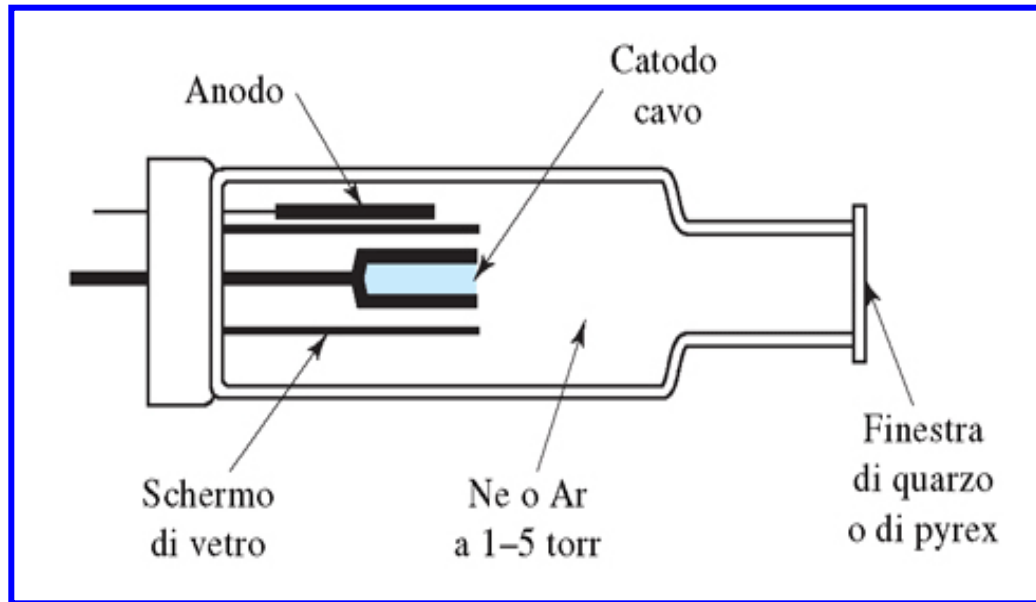 Anodo
Catodo
cavo
Schermo
di vetro
Ne o Ar
a 1–5 torr
Finestra
di quarzo
o di pyrex